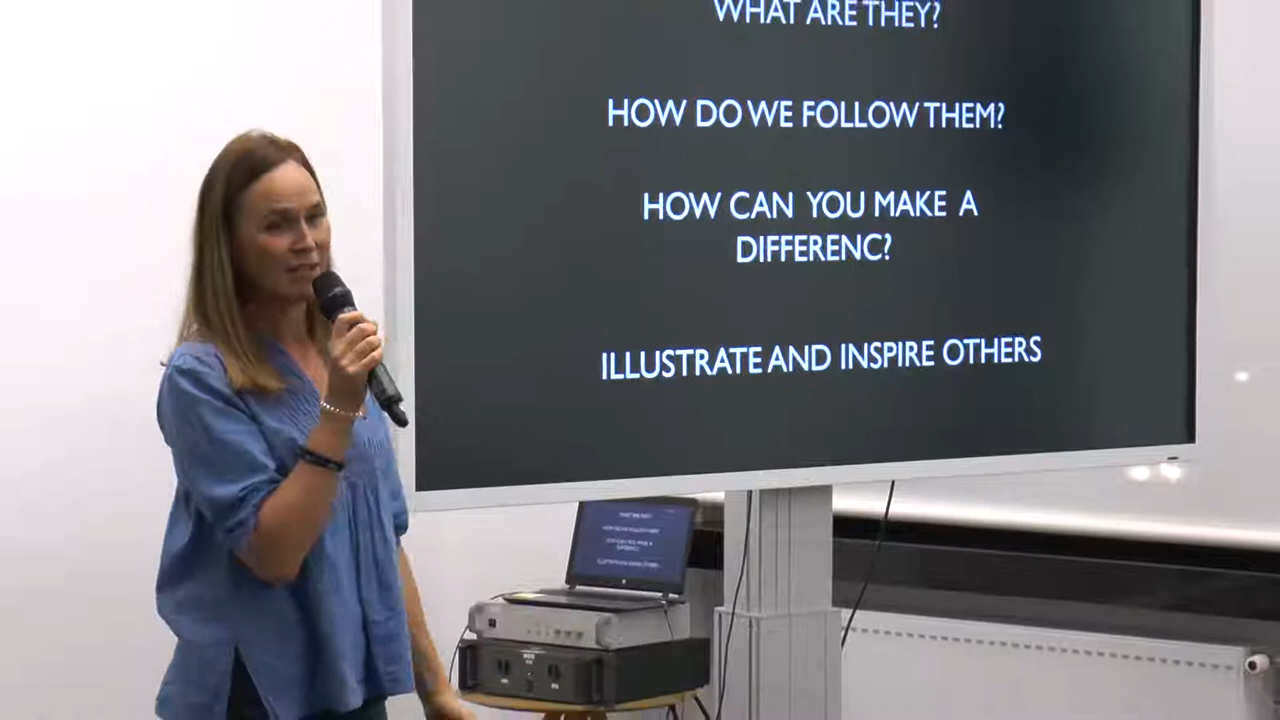 WHAT ARE THEY?
HOW DO WE FOLLOW THEM?
HOW CAN YOU MAKE A
DIFFERENC?
ILLUSTRATE AND INSPIRE OTHERS